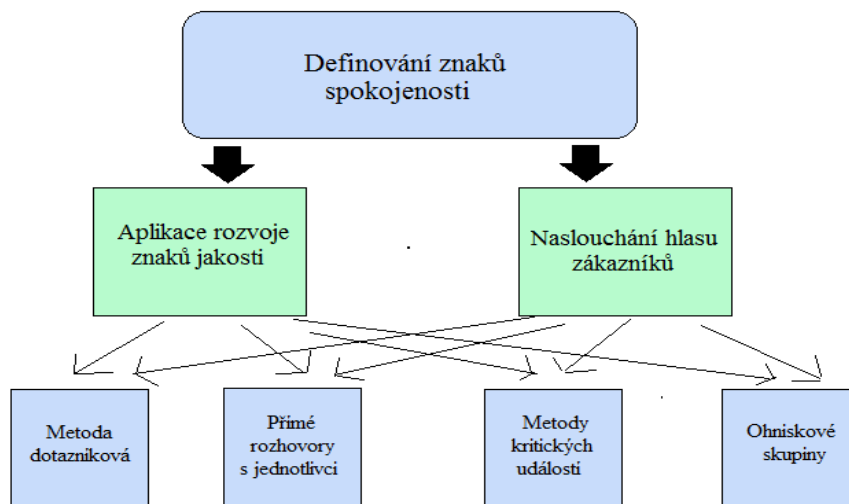 Definování znaků
spokojenosti
Aplikace rozvoje
znaků jakosti
Naslouchání hlasu
zákazníků
Metoda
dotazniková
Přímé
rozhovory
s jednotlivci
Metody
kritických
událostí
Ohniskové
skupiny